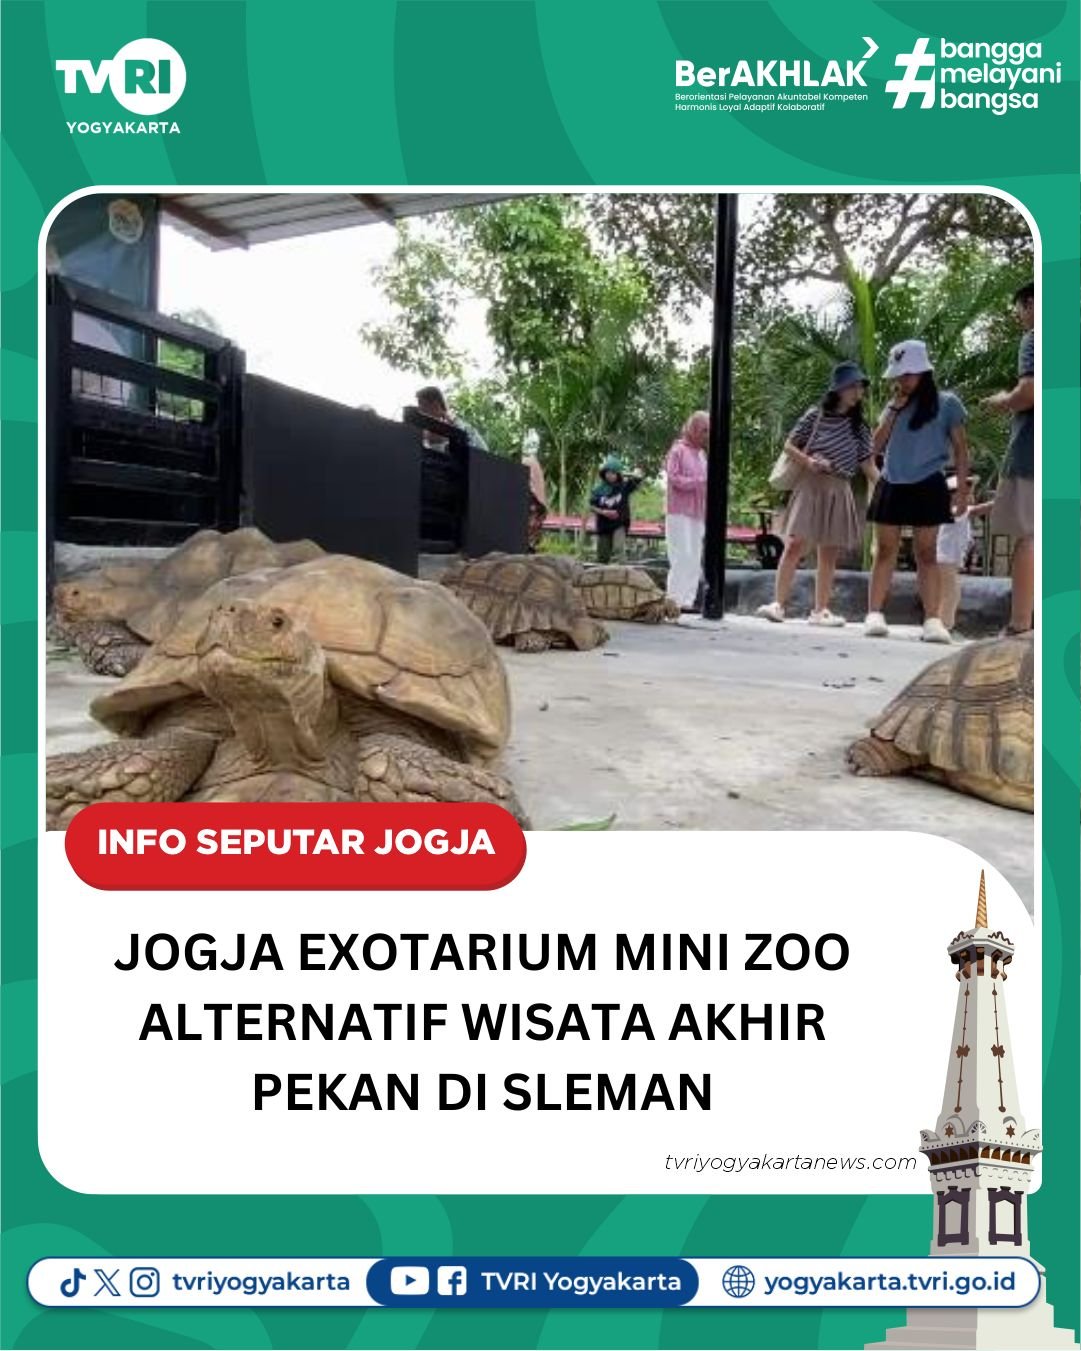 TVRI
YOGYAKARTA
BerAKHLAK
Berorientasi Pelayanan Akuntabel Kompeten
Harmonis Loyal Adaptif Kolaboratif
#bangga
melayani
bangsa
INFO SEPUTAR JOGJA
JOGJA EXOTARIUM MINI ZOO
ALTERNATIF WISATA AKHIR
PEKAN DI SLEMAN
tvriyogyakartanews.com
tvriyogyakarta
TVRI Yogyakarta
yogyakarta.tvri.go.id